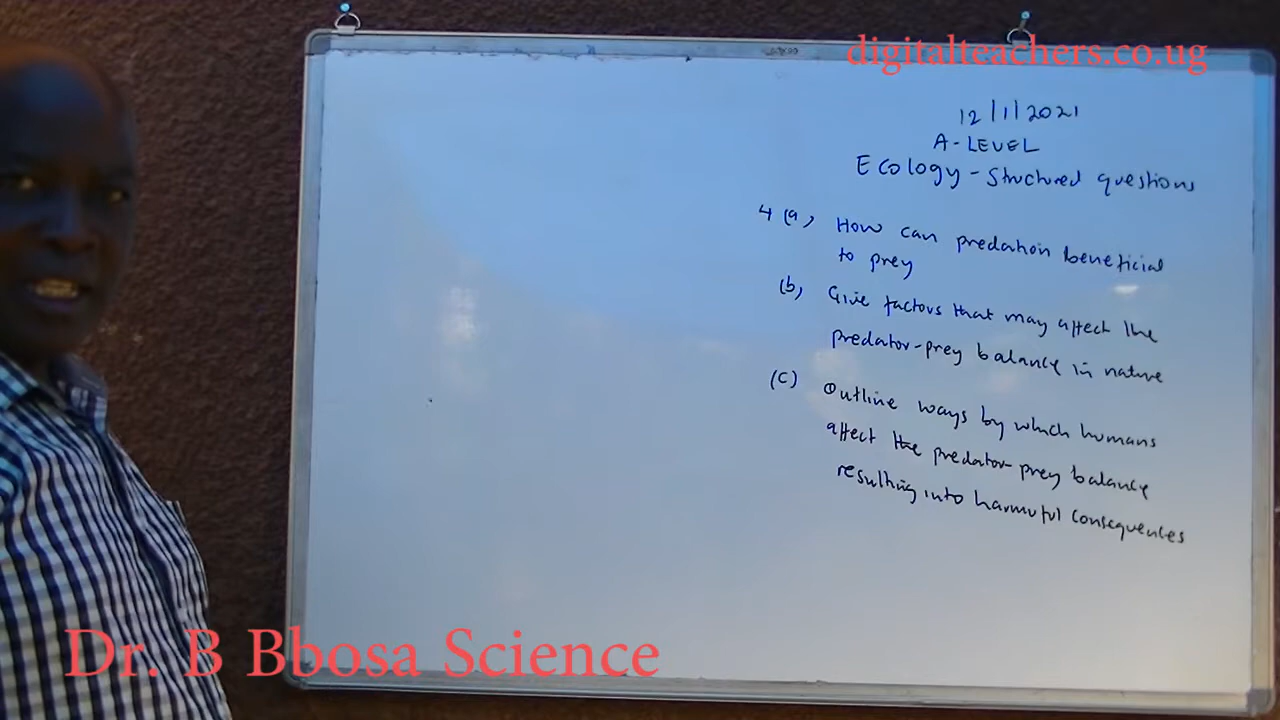 digitalteachers.co.ug
12/1/2021
A-LEVEL
Ecology - Structured questions
4 (a) How can predation beneficial
to prey
(b) Give factors that may affect the
predator-prey balance in nature
(c) Outline ways by which humans
affect the predator-prey balance
resulting into harmful consequences
Dr. B Bbosa Science